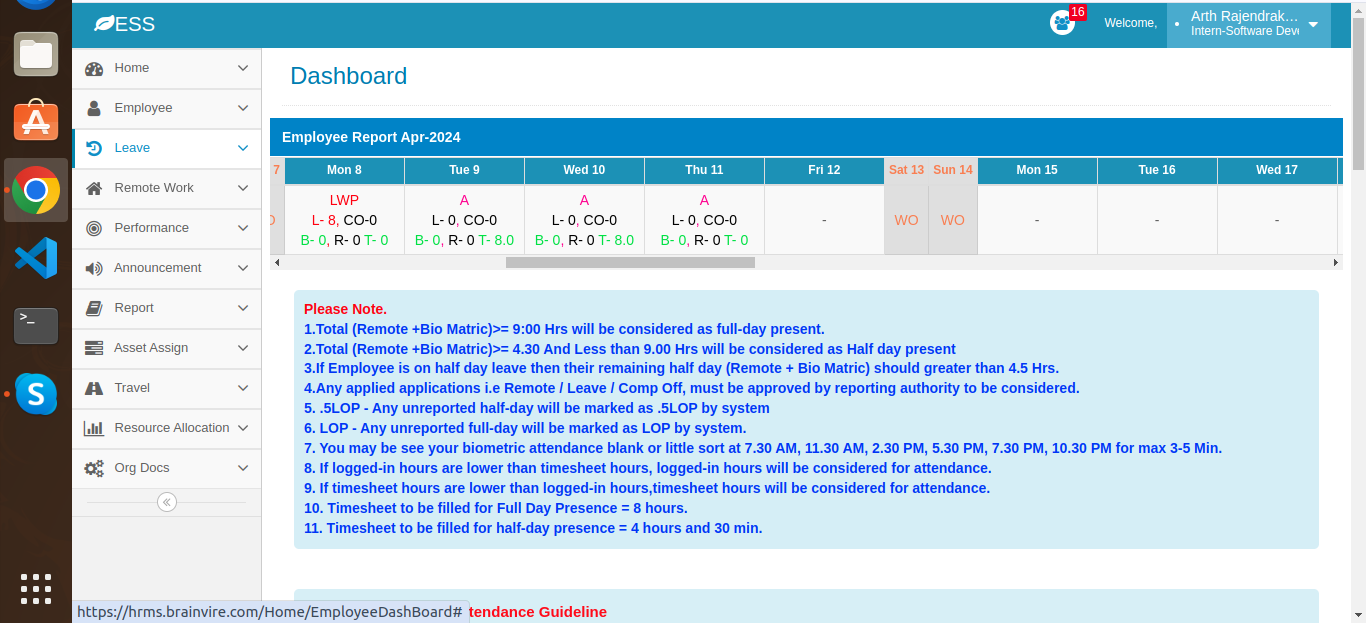 ESS
16
Welcome,
Arth Rajendrak...
Intern-Software Deve
Home
Employee
Leave
Remote Work
Performance
Announcement
Report
Asset Assign
Travel
Resource Allocation
Org Docs
Dashboard
Employee Report Apr-2024
7 Mon 8 Tue 9 Wed 10 Thu 11 Fri 12 Sat 13 Sun 14 Mon 15 Tue 16 Wed 17
LWP A A A
L- 8, CO-0 L- 0, CO-0 L- 0, CO-0 L- 0, CO-0 - WO WO - - -
B- 0, R- 0 T- 0 B- 0, R- 0 T- 8.0 B- 0, R- 0 T- 8.0 B- 0, R- 0 T- 0
Please Note.
1.Total (Remote +Bio Matric)>= 9:00 Hrs will be considered as full-day present.
2.Total (Remote +Bio Matric)>= 4.30 And Less than 9.00 Hrs will be considered as Half day present
3.If Employee is on half day leave then their remaining half day (Remote + Bio Matric) should greater than 4.5 Hrs.
4.Any applied applications i.e Remote / Leave / Comp Off, must be approved by reporting authority to be considered.
5. .5LOP - Any unreported half-day will be marked as .5LOP by system
6. LOP - Any unreported full-day will be marked as LOP by system.
7. You may be see your biometric attendance blank or little sort at 7.30 AM, 11.30 AM, 2.30 PM, 5.30 PM, 7.30 PM, 10.30 PM for max 3-5 Min.
8. If logged-in hours are lower than timesheet hours, logged-in hours will be considered for attendance.
9. If timesheet hours are lower than logged-in hours,timesheet hours will be considered for attendance.
10. Timesheet to be filled for Full Day Presence = 8 hours.
11. Timesheet to be filled for half-day presence = 4 hours and 30 min.
https://hrms.brainvire.com/Home/EmployeeDashBoard# tendance Guideline